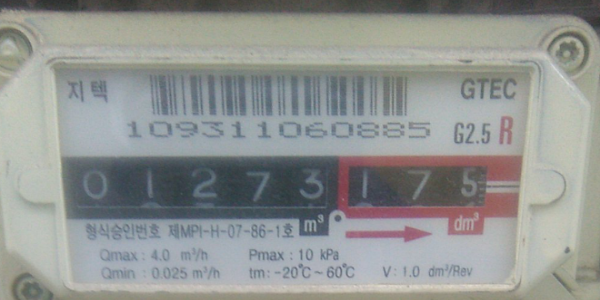 지텍 GTEC
109311060885 G2.5 R
01273 175
형식승인번호 제MPI-H-07-86-1호 m³ dm³
Qmax : 4.0 m³/h Pmax : 10 kPa
Qmin : 0.025 m³/h tm : -20℃~60℃ V : 1.0 dm³/Rev